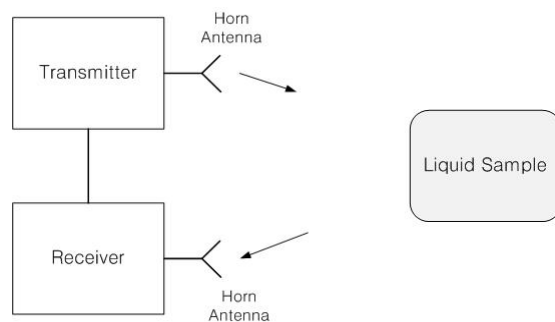 Horn
Antenna
Transmitter
Liquid Sample
Receiver
Horn
Antenna